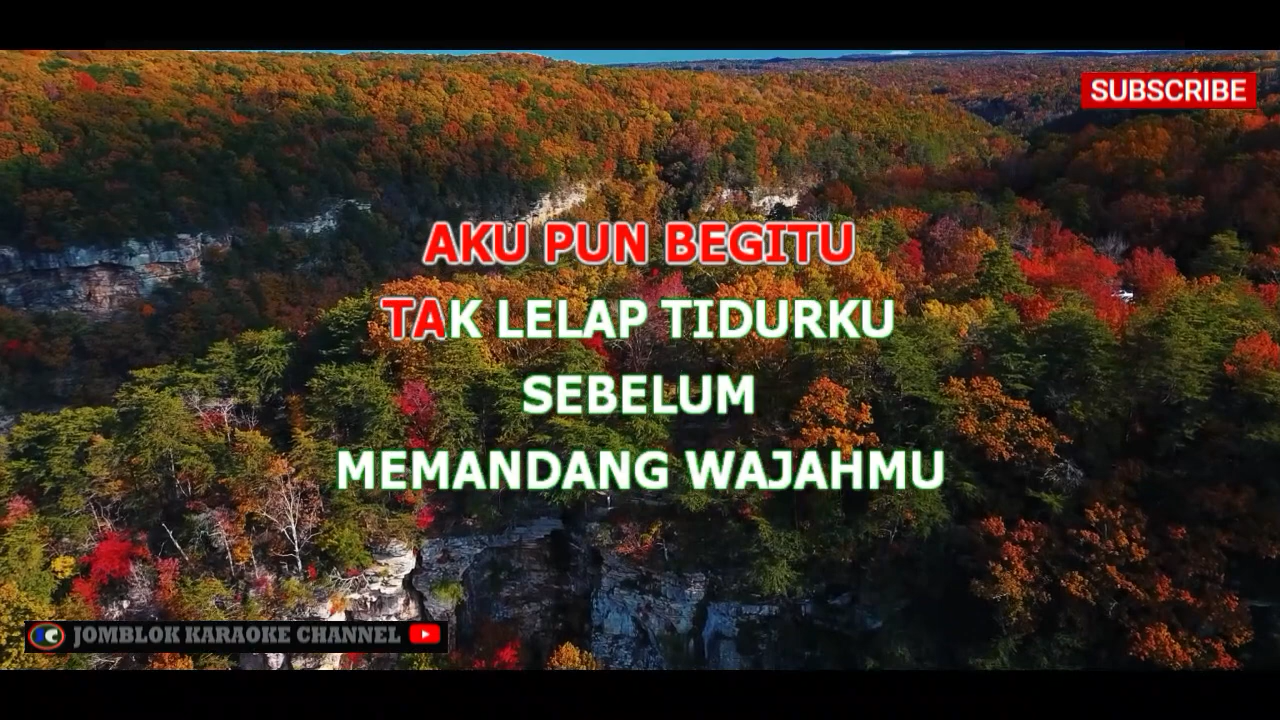 SUBSCRIBE
AKU PUN BEGITU
TAK LELAP TIDURKU
SEBELUM
MEMANDANG WAJAHMU
JOMBLOK KARAOKE CHANNEL